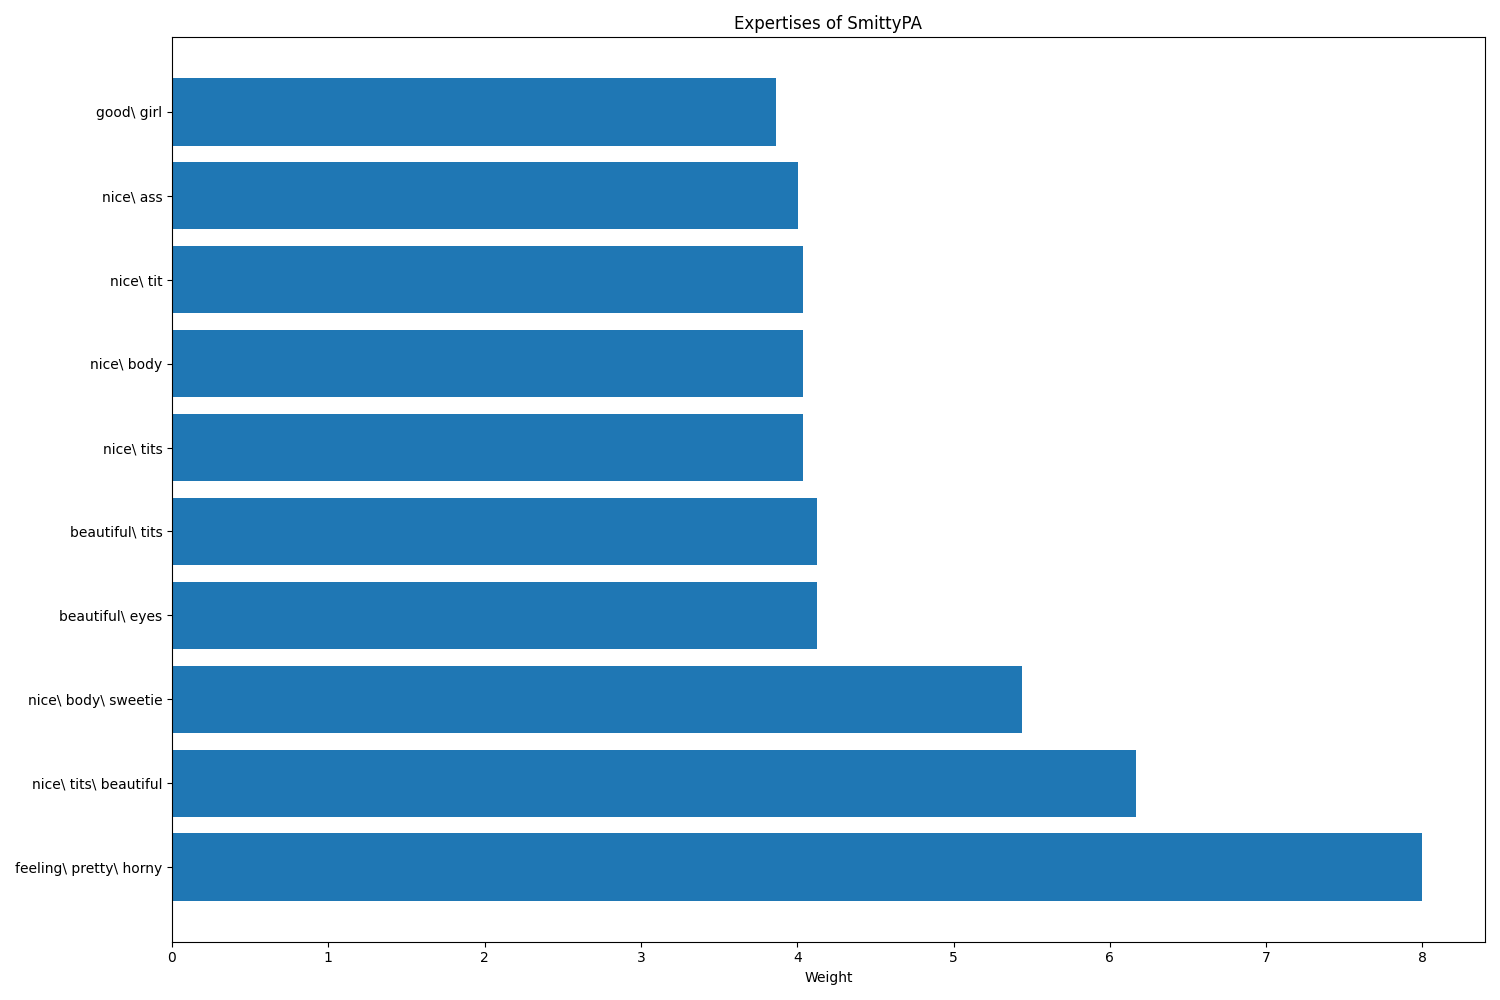 Expertises of SmittyPA
good\ girl
nice\ ass
nice\ tit
nice\ body
nice\ tits
beautiful\ tits
beautiful\ eyes
nice\ body\ sweetie
nice\ tits\ beautiful
feeling\ pretty\ horny
0 1 2 3 4 5 6 7 8
Weight